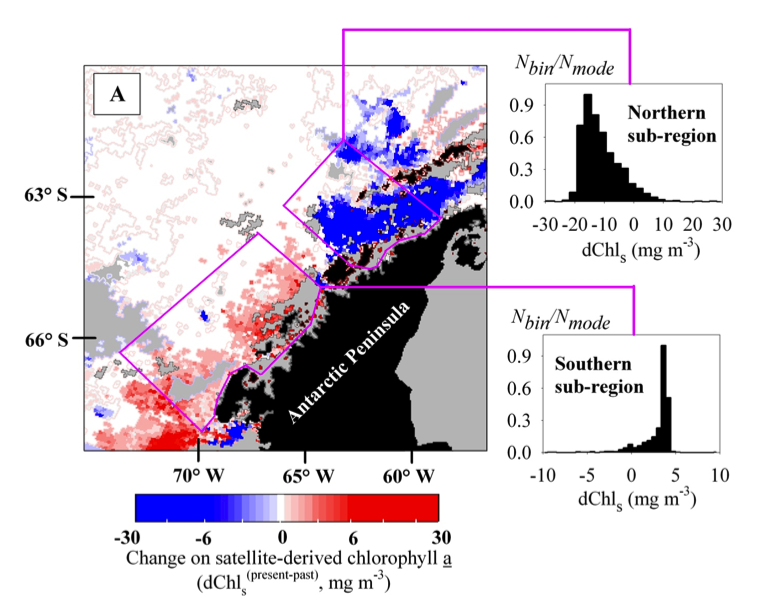 A
63° S
66° S
70° W
65° W
60° W
Antarctic Peninsula
-30
-6
0
6
30
Change on satellite-derived chlorophyll a
(dChls(present-past), mg m-3)
Nbin/Nmode
Northern
sub-region
0.9
0.6
0.3
0.0
-30 -20 -10 0 10 20 30
dChls (mg m-3)
Nbin/Nmode
Southern
sub-region
0.9
0.6
0.3
0.0
-10 -5 0 5 10
dChls (mg m-3)